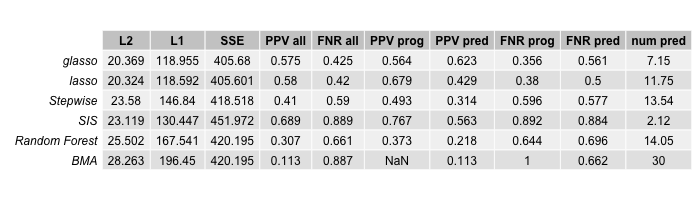 L2 L1 SSE PPV all FNR all PPV prog PPV pred FNR prog FNR pred num pred
glasso 20.369 118.955 405.68 0.575 0.425 0.564 0.623 0.356 0.561 7.15
lasso 20.324 118.592 405.601 0.58 0.42 0.679 0.429 0.38 0.5 11.75
Stepwise 23.58 146.84 418.518 0.41 0.59 0.493 0.314 0.596 0.577 13.54
SIS 23.119 130.447 451.972 0.689 0.889 0.767 0.563 0.892 0.884 2.12
Random Forest 25.502 167.541 420.195 0.307 0.661 0.373 0.218 0.644 0.696 14.05
BMA 28.263 196.45 420.195 0.113 0.887 NaN 0.113 1 0.662 30